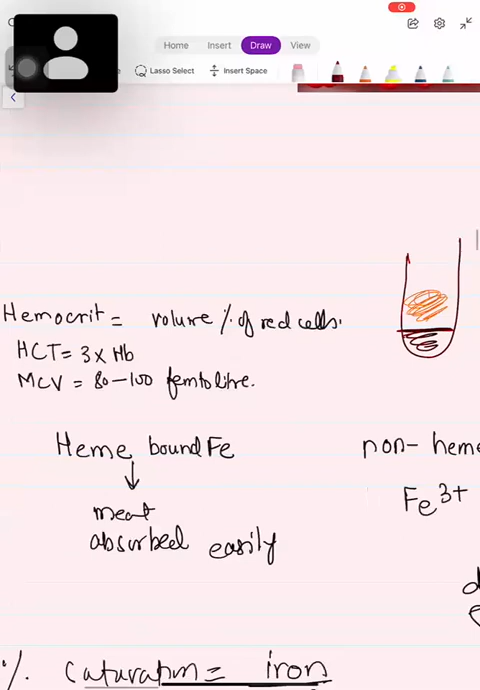 Home Insert Draw View
Lasso Select Insert Space
Hemocrit = volume % of red cells.
HCT = 3 x Hb
MCV = 80-100 femtolitre.
Heme bound Fe
↓
meat
absorbed easily
non-heme
Fe3+
%. Caturation = iron